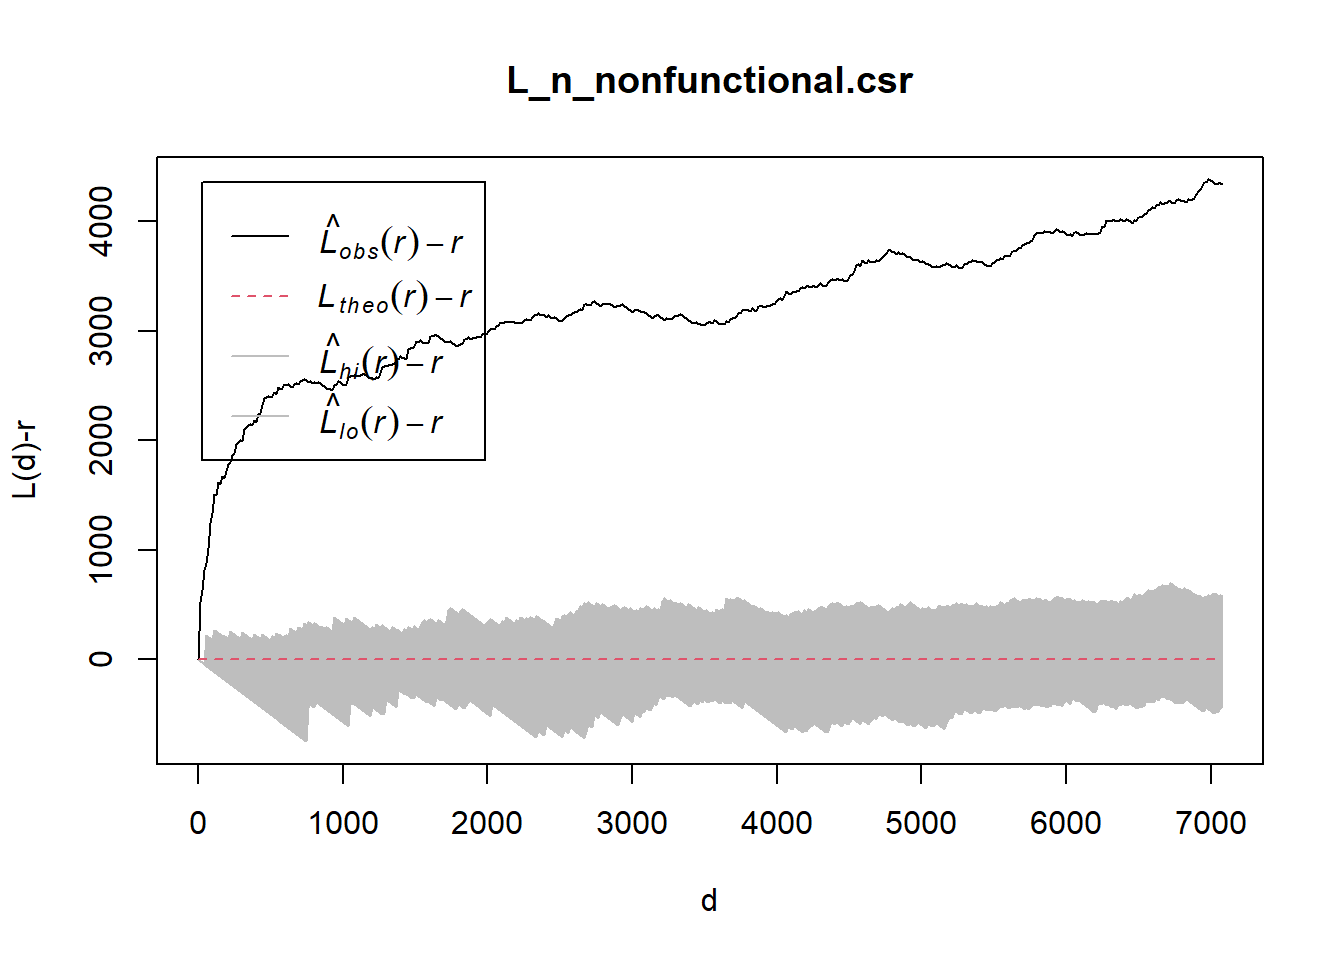 L_n_nonfunctional.csr
L(d)-r
4000
3000
2000
1000
0
L̂obs(r) − r
Ltheo(r) − r
L̂hi(r) − r
L̂lo(r) − r
0 1000 2000 3000 4000 5000 6000 7000
d